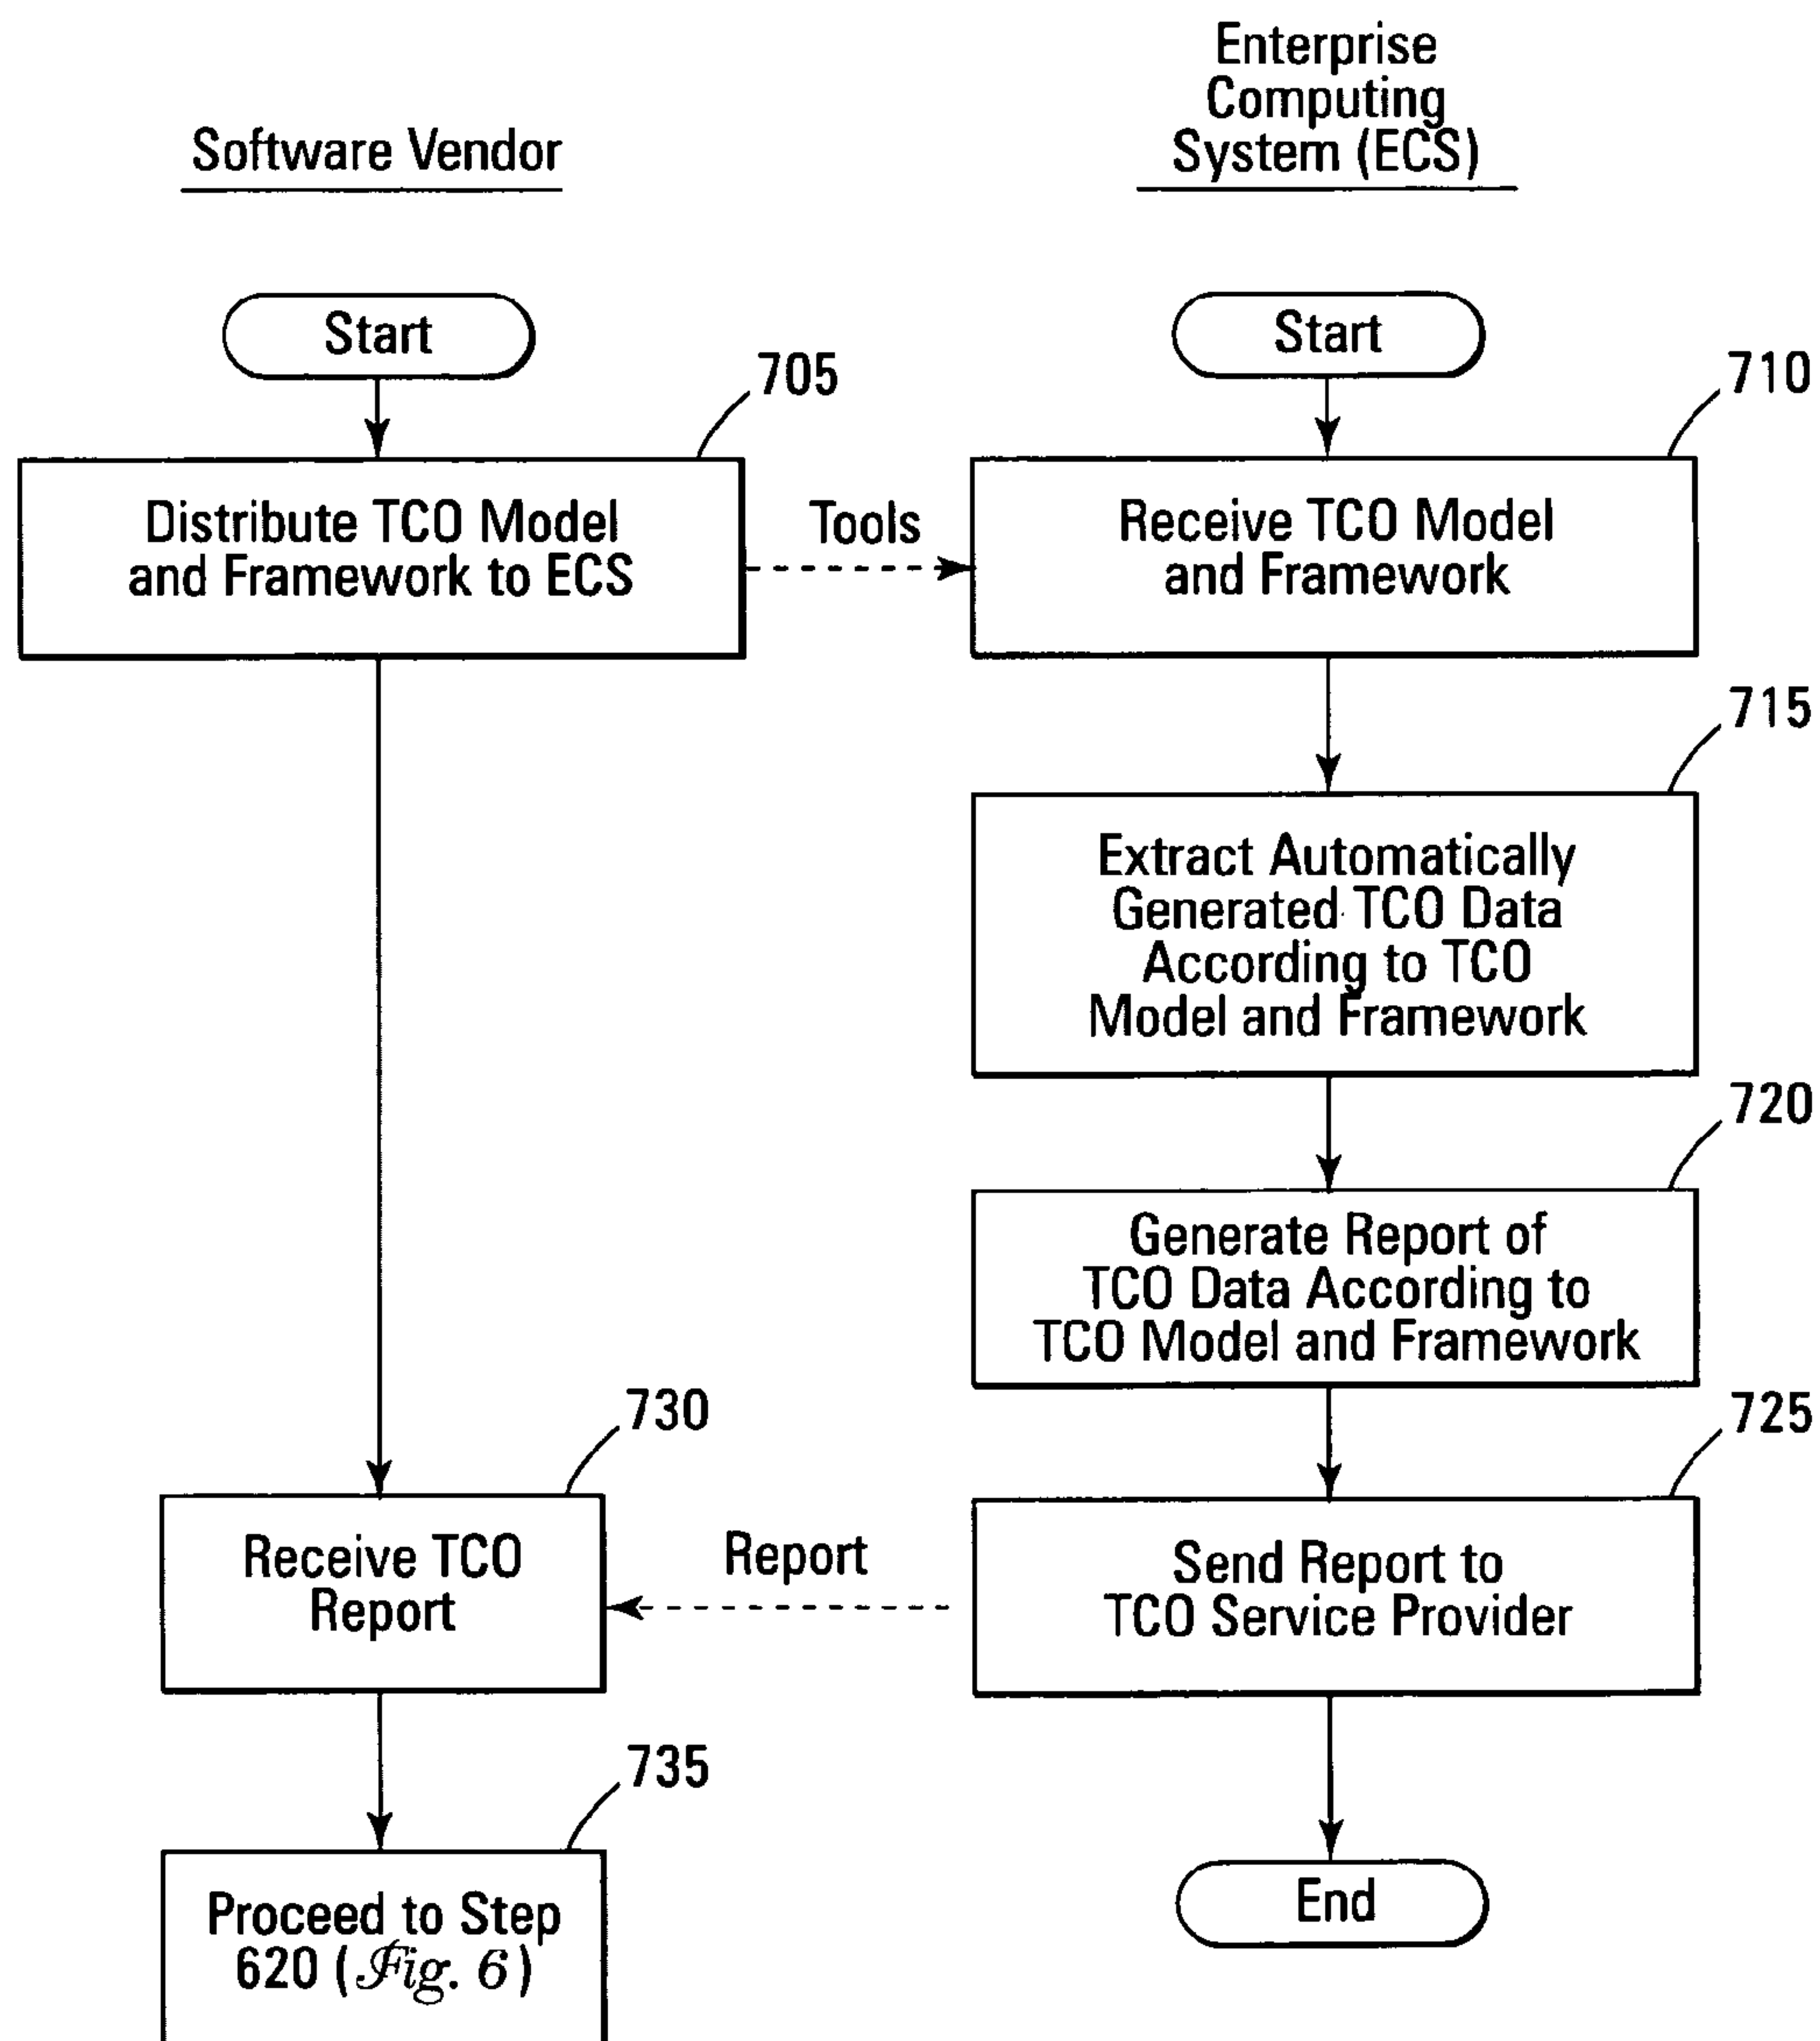 Software Vendor
Enterprise
Computing
System (ECS)
Start
Start
705
710
Distribute TCO Model
and Framework to ECS
Tools
Receive TCO Model
and Framework
715
Extract Automatically
Generated TCO Data
According to TCO
Model and Framework
720
Generate Report of
TCO Data According to
TCO Model and Framework
730
725
Receive TCO
Report
Report
Send Report to
TCO Service Provider
735
Proceed to Step
620 (Fig. 6)
End